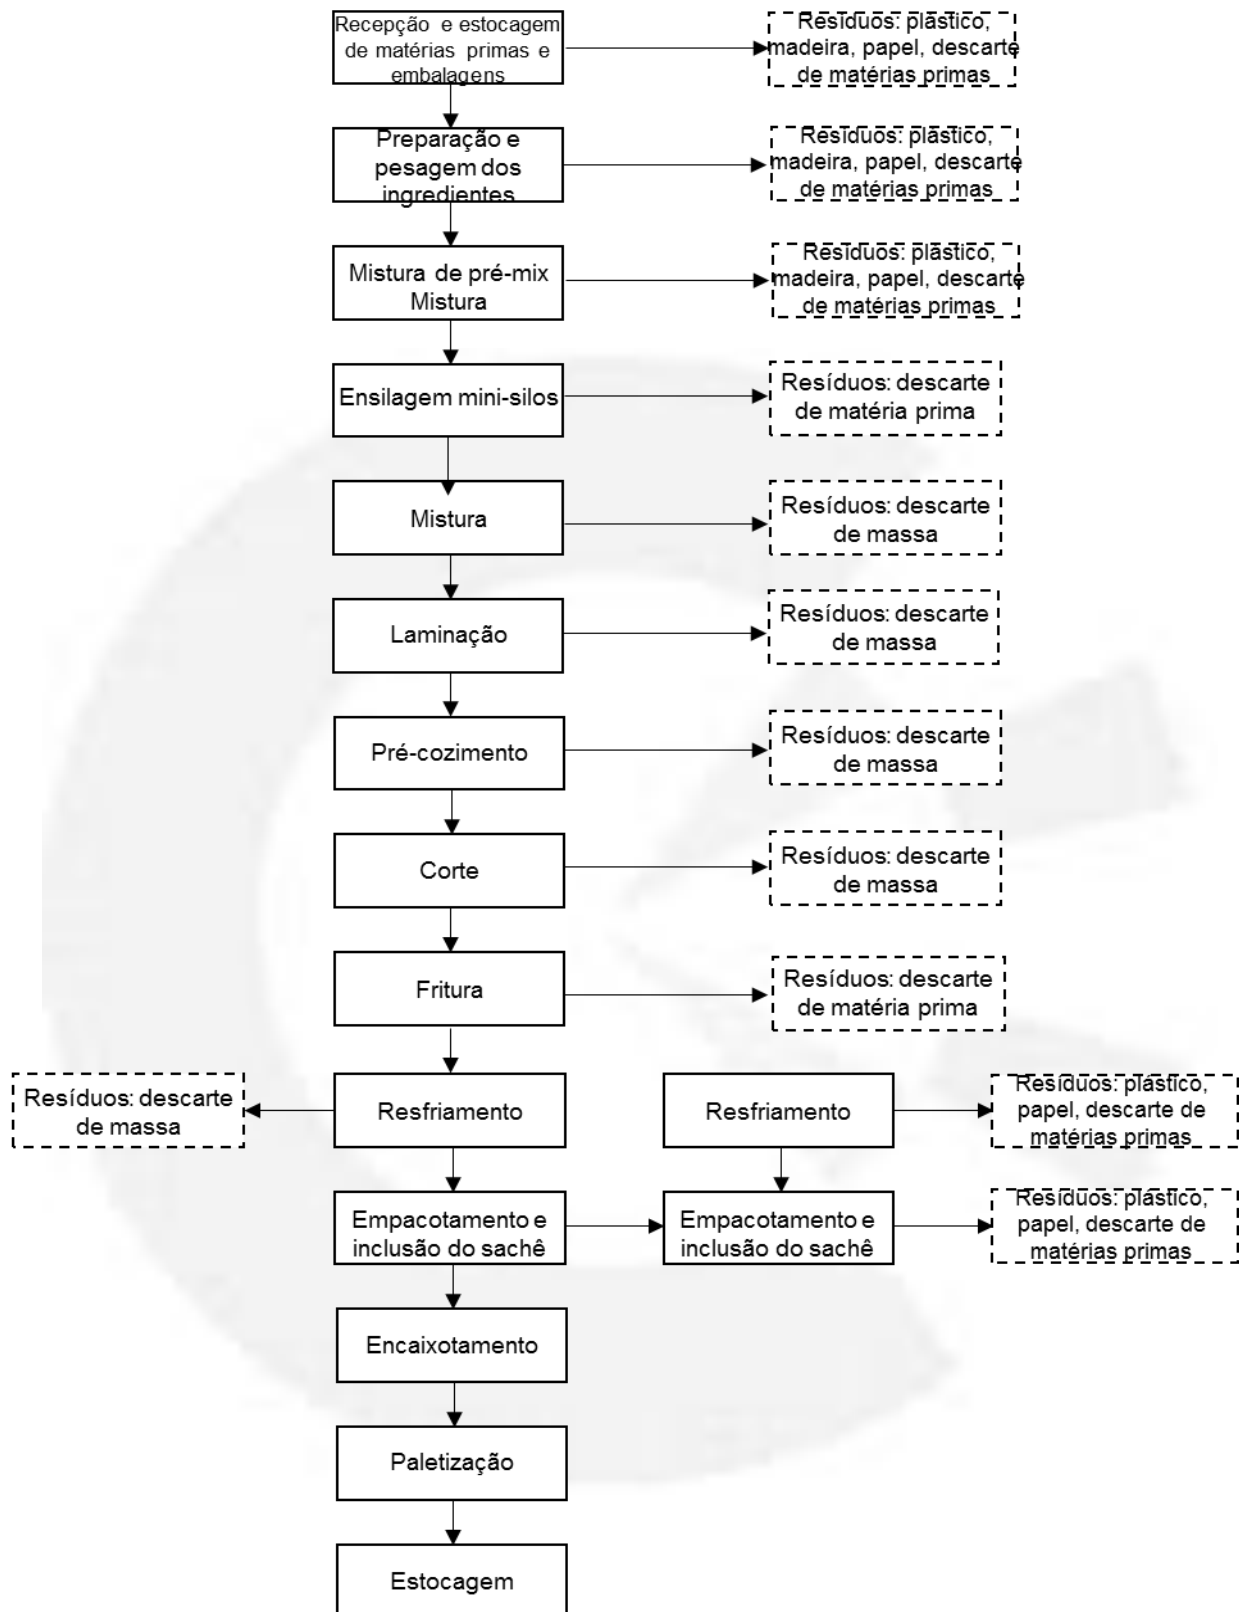 Recepção e estocagem
de matérias primas e
embalagens
Resíduos: plástico,
madeira, papel, descarte
de matérias primas
Preparação e
pesagem dos
ingredientes
Resíduos: plástico,
madeira, papel, descarte
de matérias primas
Mistura de pré-mix
Mistura
Resíduos: plástico,
madeira, papel, descarte
de matérias primas
Ensilagem mini-silos
Resíduos: descarte
de matéria prima
Mistura
Resíduos: descarte
de massa
Laminação
Resíduos: descarte
de massa
Pré-cozimento
Resíduos: descarte
de massa
Corte
Resíduos: descarte
de massa
Fritura
Resíduos: descarte
de matéria prima
Resíduos: descarte
de massa
Resfriamento
Resfriamento
Resíduos: plástico,
papel, descarte de
matérias primas
Empacotamento e
inclusão do sachê
Empacotamento e
inclusão do sachê
Resíduos: plástico,
papel, descarte de
matérias primas
Encaixotamento
Paletização
Estocagem